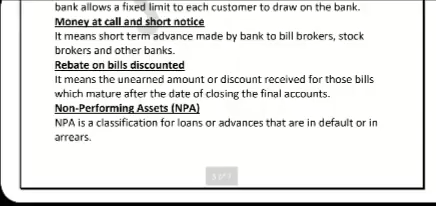 bank allows a fixed limit to each customer to draw on the bank.
Money at call and short notice
It means short term advance made by bank to bill brokers, stock
brokers and other banks.
Rebate on bills discounted
It means the unearned amount or discount received for those bills
which mature after the date of closing the final accounts.
Non-Performing Assets (NPA)
NPA is a classification for loans or advances that are in default or in
arrears.